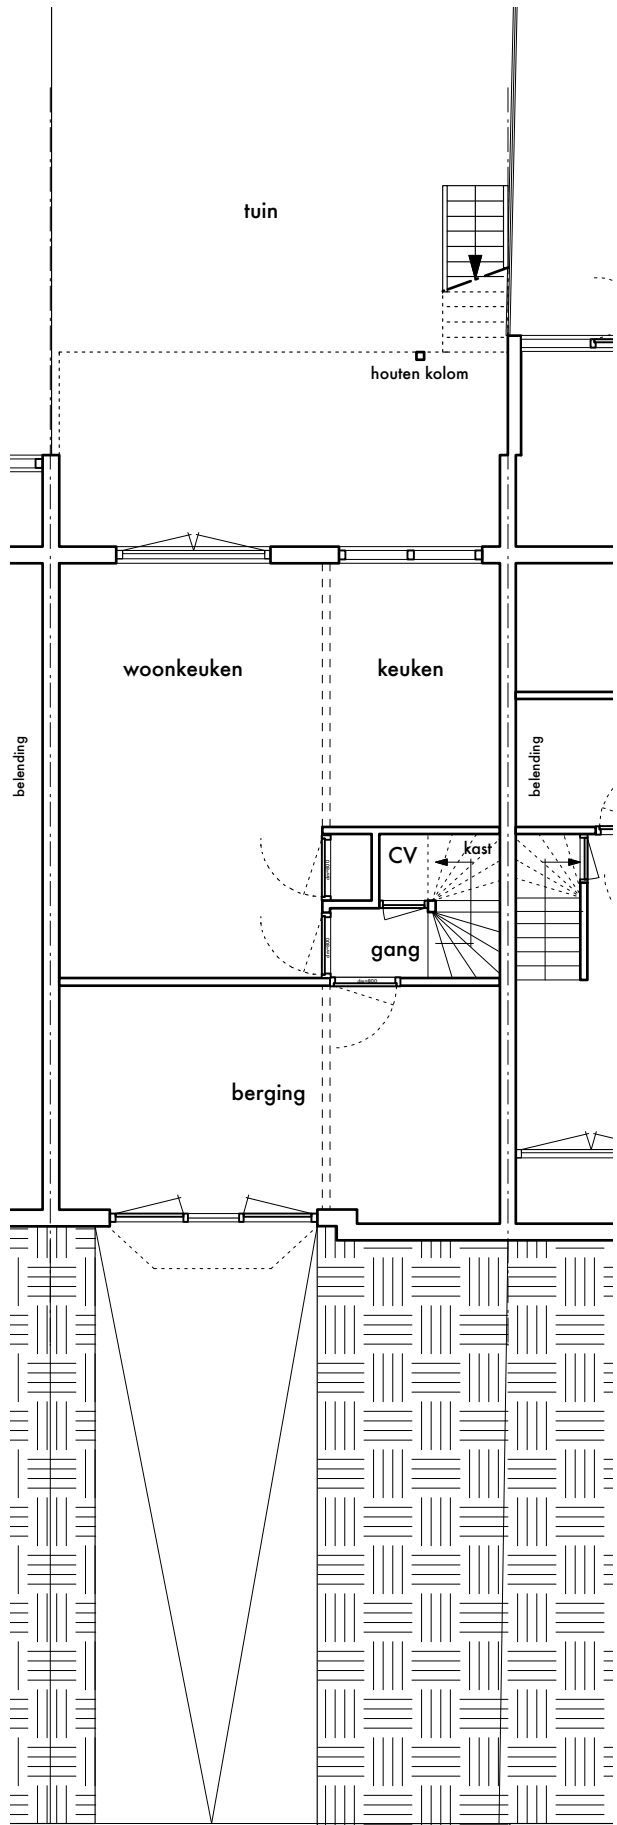 tuin
houten kolom
woonkeuken
keuken
belending
belending
CV
kast
gang
berging